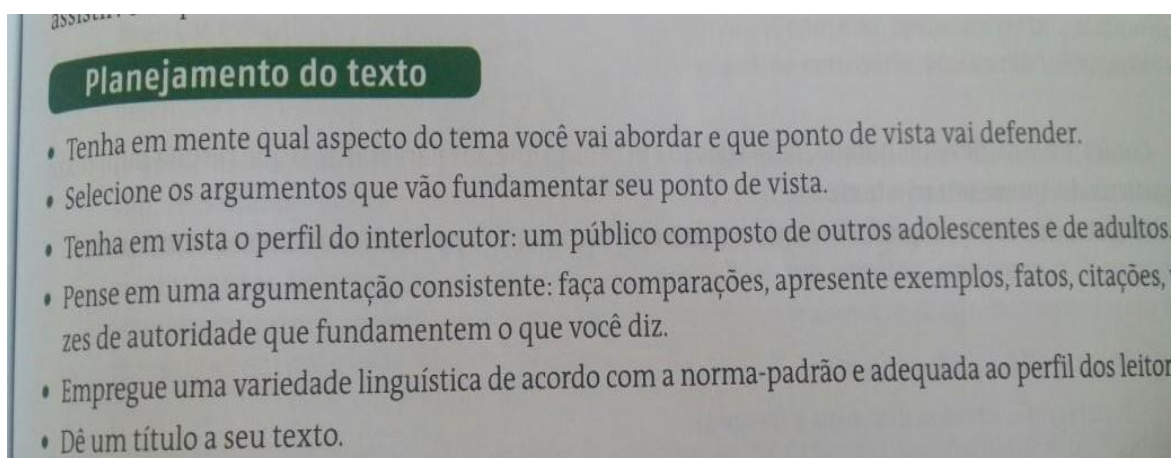 Planejamento do texto
• Tenha em mente qual aspecto do tema você vai abordar e que ponto de vista vai defender.
• Selecione os argumentos que vão fundamentar seu ponto de vista.
• Tenha em vista o perfil do interlocutor: um público composto de outros adolescentes e de adultos.
• Pense em uma argumentação consistente: faça comparações, apresente exemplos, fatos, citações,
zes de autoridade que fundamentem o que você diz.
• Empregue uma variedade linguística de acordo com a norma-padrão e adequada ao perfil dos leitor
• Dê um título a seu texto.